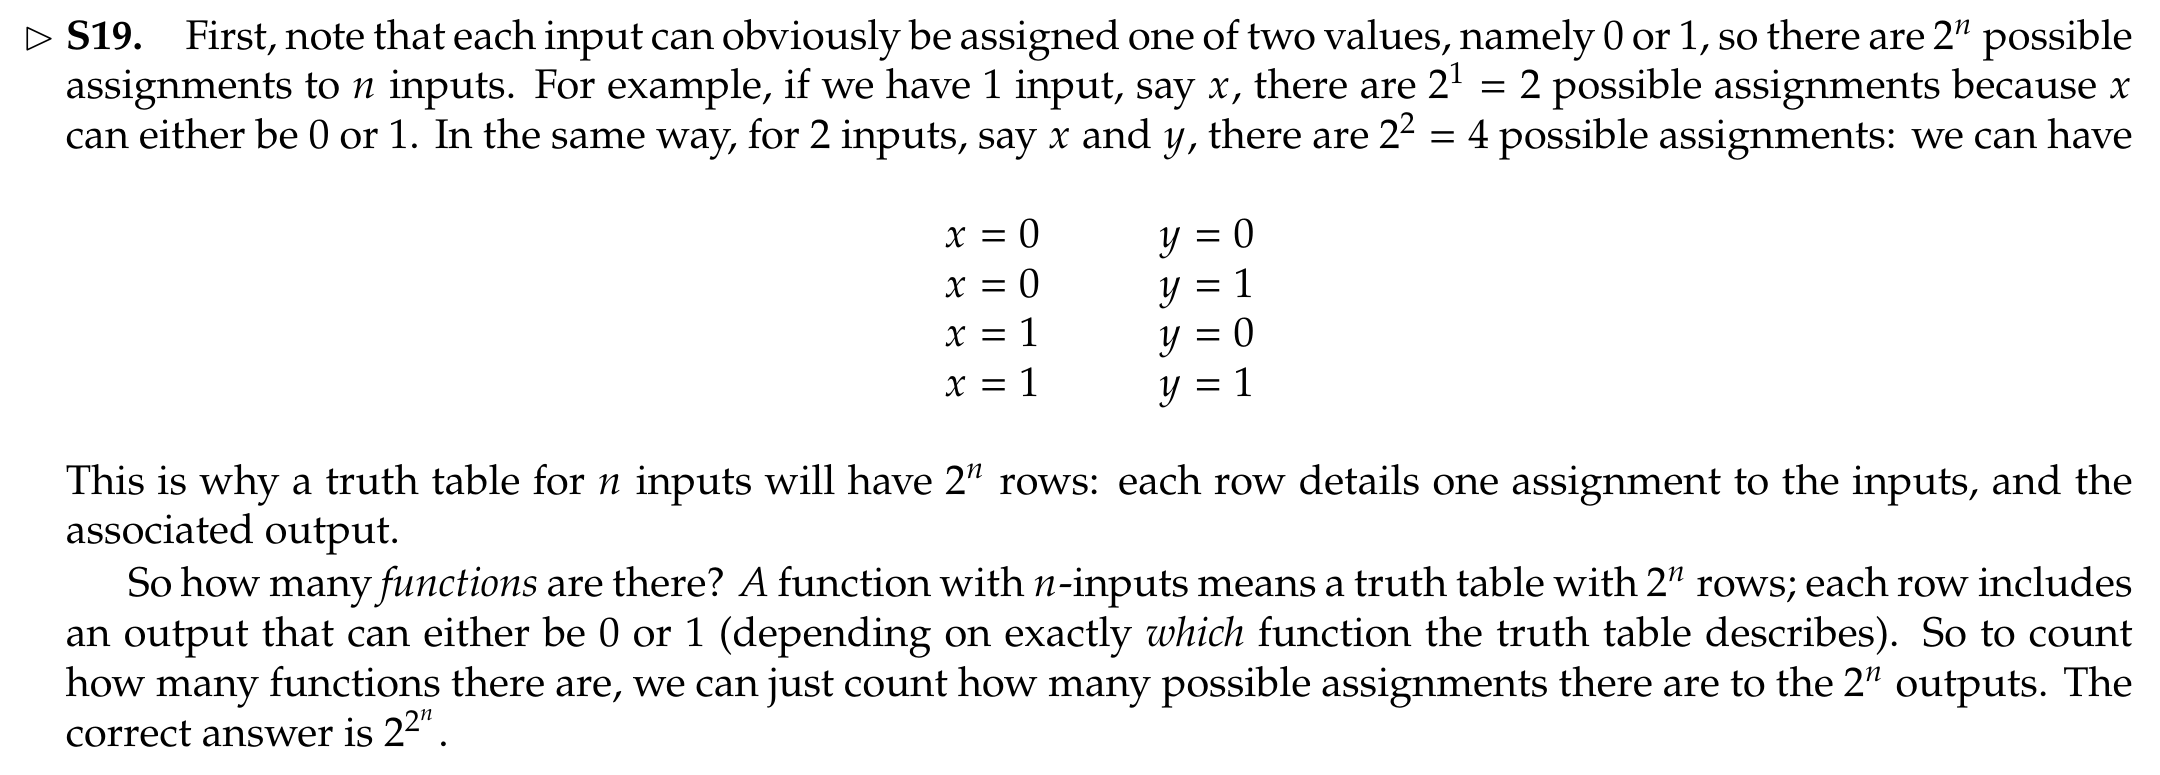 ▷ S19. First, note that each input can obviously be assigned one of two values, namely 0 or 1, so there are 2ⁿ possible
assignments to n inputs. For example, if we have 1 input, say x, there are 2¹ = 2 possible assignments because x
can either be 0 or 1. In the same way, for 2 inputs, say x and y, there are 2² = 4 possible assignments: we can have
x = 0 y = 0
x = 0 y = 1
x = 1 y = 0
x = 1 y = 1
This is why a truth table for n inputs will have 2ⁿ rows: each row details one assignment to the inputs, and the
associated output.
So how many functions are there? A function with n-inputs means a truth table with 2ⁿ rows; each row includes
an output that can either be 0 or 1 (depending on exactly which function the truth table describes). So to count
how many functions there are, we can just count how many possible assignments there are to the 2ⁿ outputs. The
correct answer is 2^{2^n}.